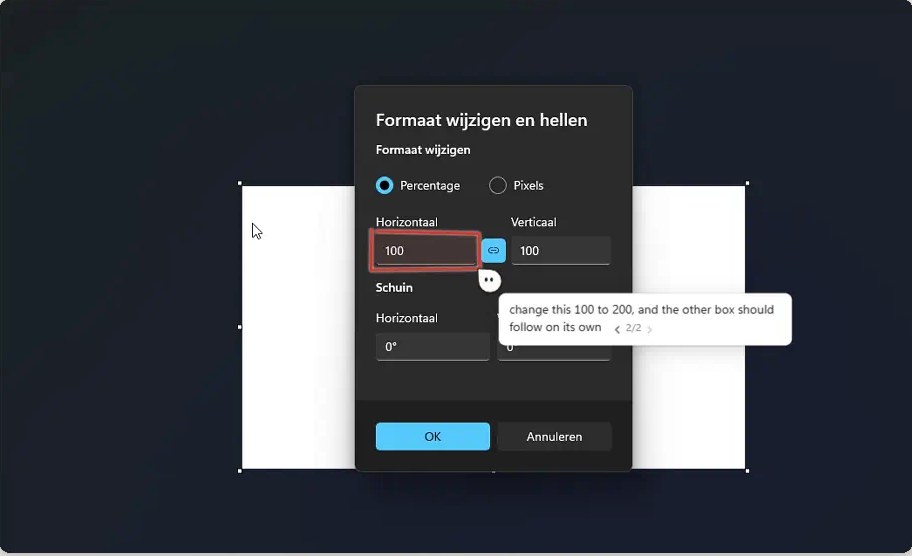 Formaat wijzigen en hellen
Formaat wijzigen
Percentage Pixels
Horizontaal Verticaal
100 100
Schuin
change this 100 to 200, and the other box should
follow on its own 2/2
Horizontaal
0° 0
OK Annuleren